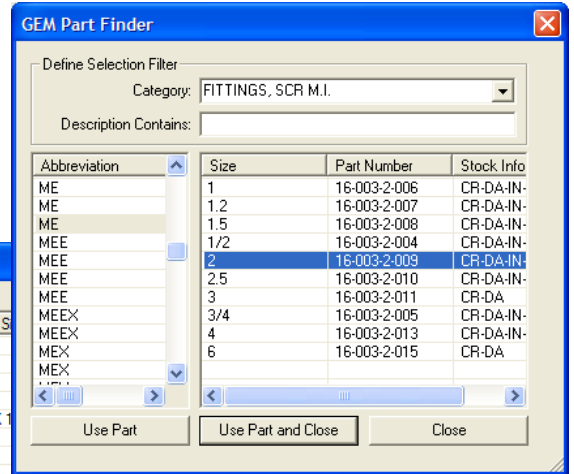 GEM Part Finder
Define Selection Filter
Category: FITTINGS, SCR M.I.
Description Contains:
Abbreviation
ME
ME
ME
MEE
MEE
MEE
MEE
MEEX
MEEX
MEX
MEX
Size Part Number Stock Info
1 16-003-2-006 CR-DA-IN-
1.2 16-003-2-007 CR-DA-IN-
1.5 16-003-2-008 CR-DA-IN-
1/2 16-003-2-004 CR-DA-IN-
2 16-003-2-009 CR-DA-IN-
2.5 16-003-2-010 CR-DA-IN-
3 16-003-2-011 CR-DA
3/4 16-003-2-005 CR-DA-IN-
4 16-003-2-013 CR-DA-IN-
6 16-003-2-015 CR-DA
Use Part Use Part and Close Close